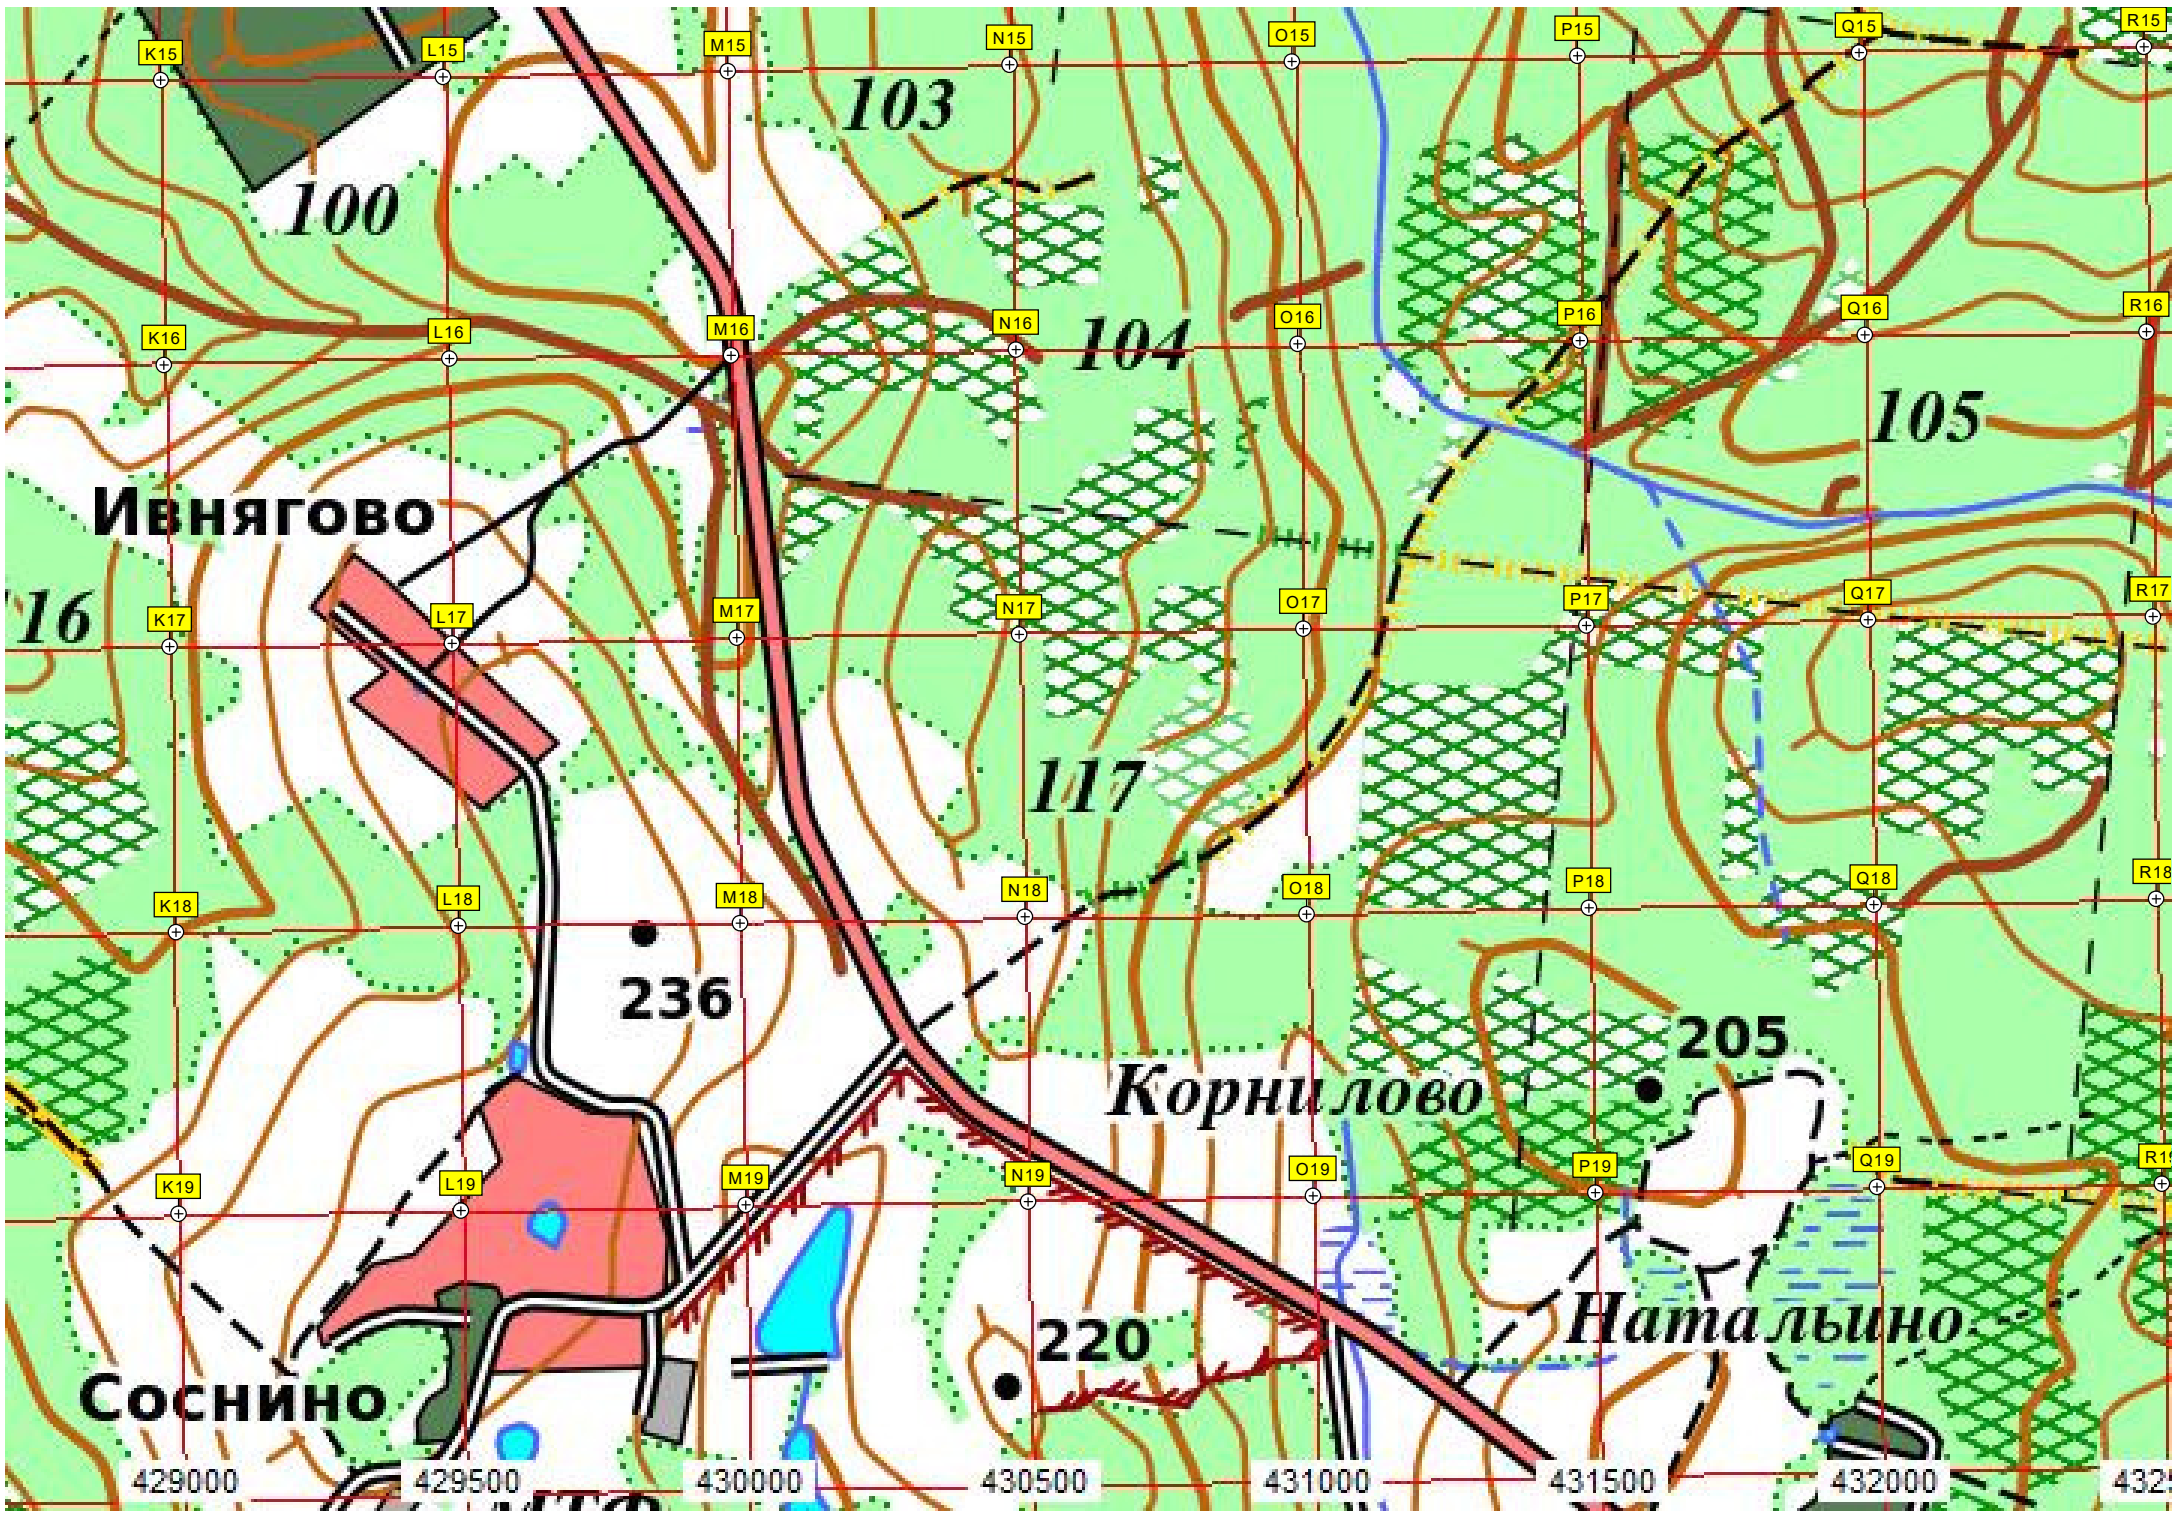 K15 L15 M15 N15 O15 P15 Q15 R15
103
100
K16 L16 M16 N16 O16 P16 Q16 R16
104
105
Ивнягово
16
K17 L17 M17 N17 O17 P17 Q17 R17
117
K18 L18 M18 N18 O18 P18 Q18 R18
236
205
Корнилово
K19 L19 M19 N19 O19 P19 Q19 R19
Натальино
220
Соснино
429000 429500 430000 430500 431000 431500 432000 432
МТФ